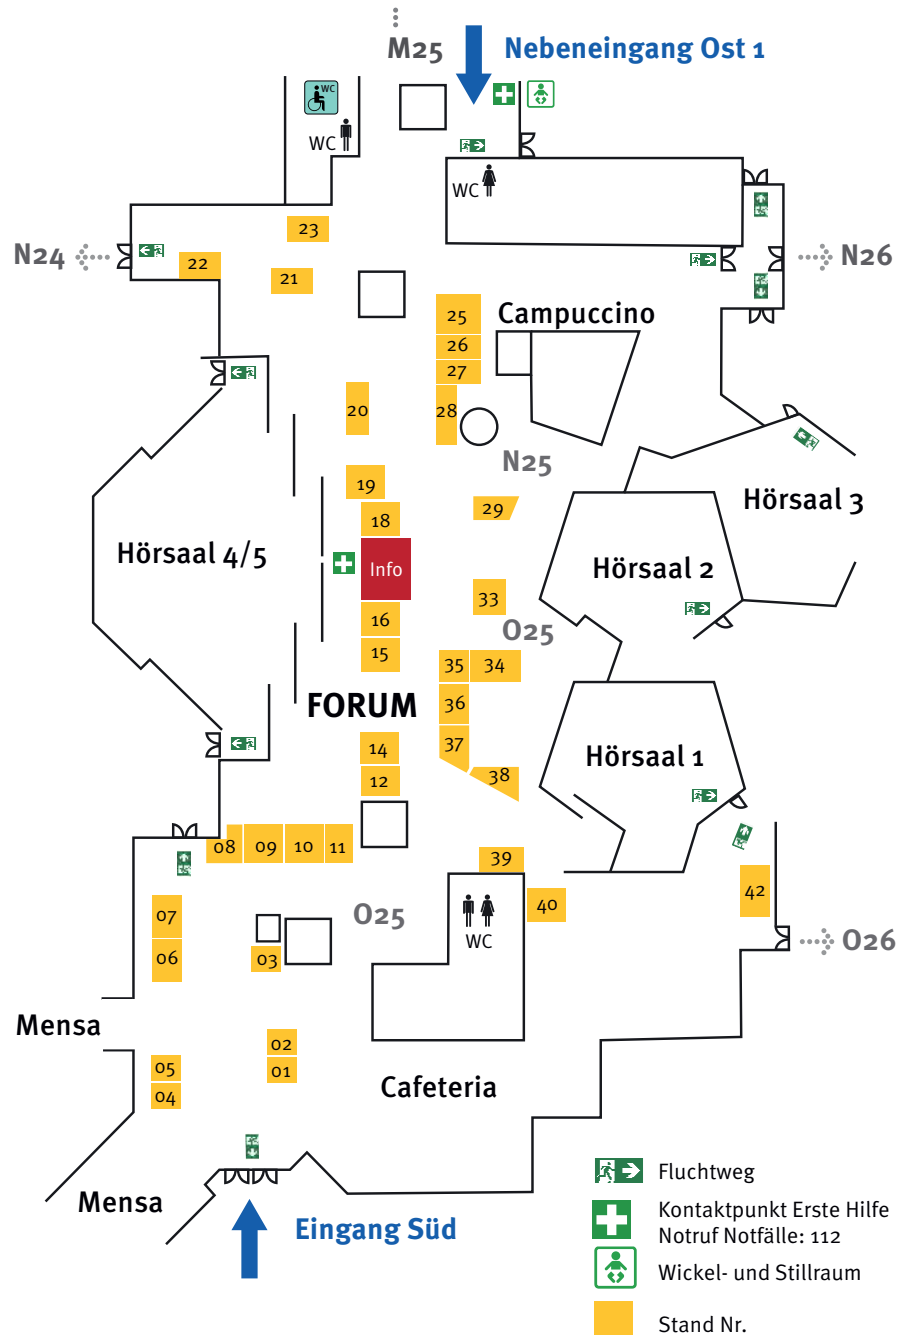 M25
Nebeneingang Ost 1
WC
WC
WC
23
N24
22
21
N26
25
Campuccino
26
27
20
28
N25
19
Hörsaal 3
29
18
Hörsaal 4/5
Info
Hörsaal 2
33
16
O25
15
35
34
36
FORUM
37
14
Hörsaal 1
12
38
08
09
10
11
39
42
40
07
O25
WC
O26
06
03
Mensa
02
05
01
Cafeteria
04
Mensa
Eingang Süd
Fluchtweg
Kontaktpunkt Erste Hilfe
Notruf Notfälle: 112
Wickel- und Stillraum
Stand Nr.